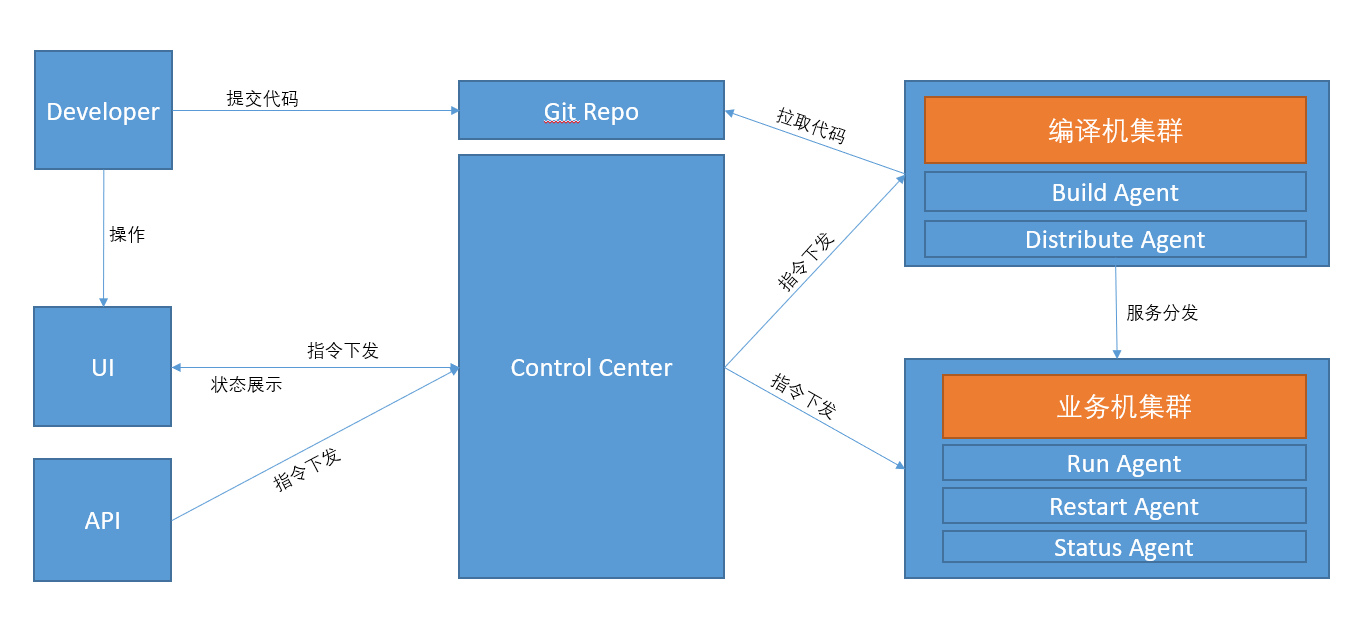 Developer
提交代码
Git Repo
拉取代码
编译机集群
Build Agent
Distribute Agent
操作
指令下发
服务分发
UI
指令下发
状态展示
Control Center
指令下发
业务机集群
Run Agent
Restart Agent
Status Agent
API
指令下发